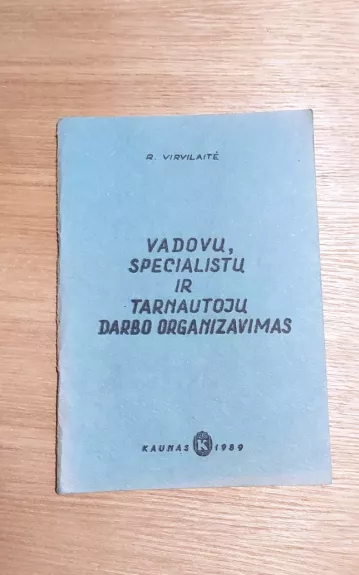 R. VIRVILAITĖ
VADOVŲ,
SPECIALISTŲ
IR
TARNAUTOJŲ
DARBO ORGANIZAVIMAS
KAUNAS K 1989